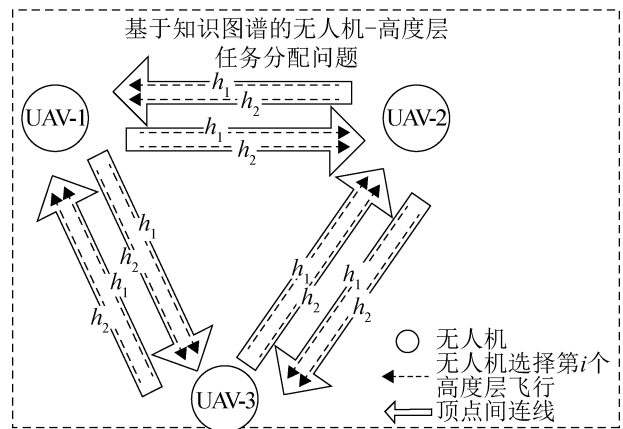 基于知识图谱的无人机-高度层
任务分配问题
h₁
h₂
UAV-1
UAV-2
h₁
h₂
h₁
h₂
h₁
h₂
h₁
h₂
h₁
h₂
UAV-3
无人机
无人机选择第i个
高度层飞行
顶点间连线